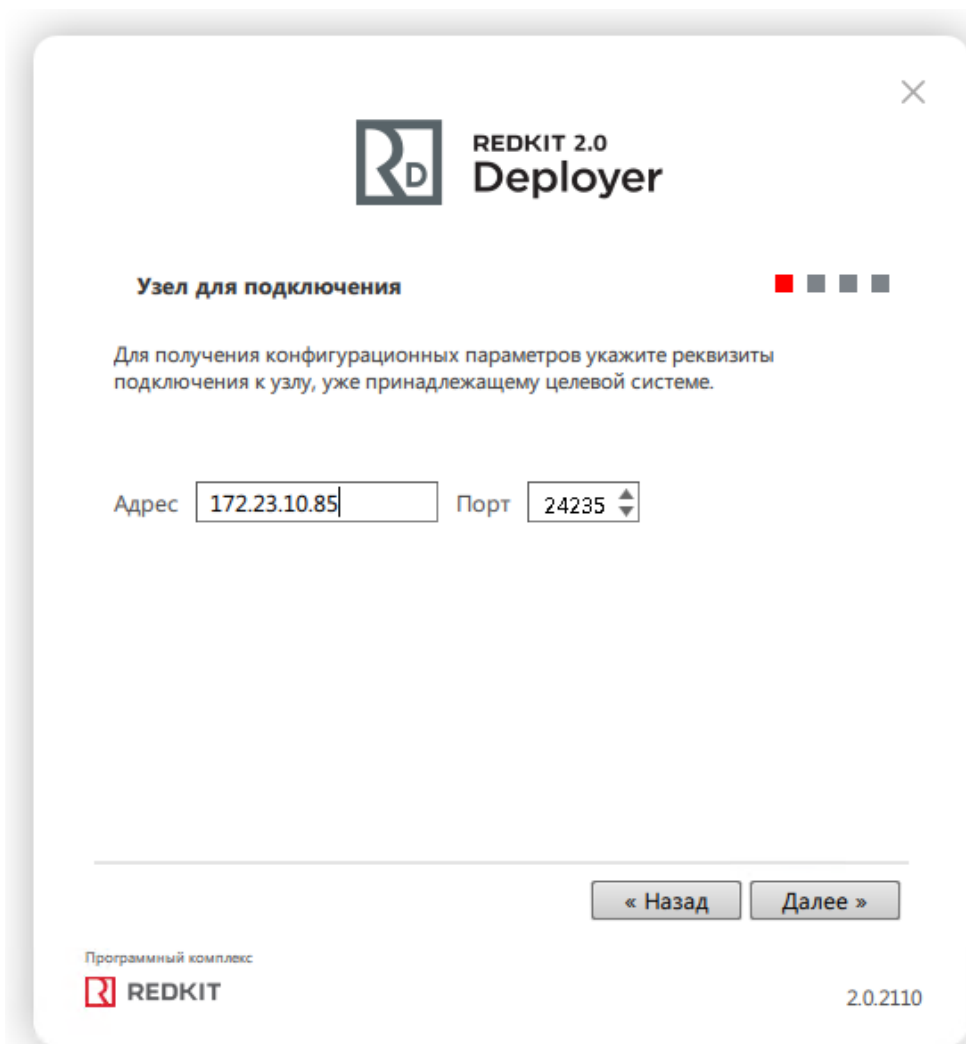 REDKIT 2.0
RD
Deployer
Узел для подключения
Для получения конфигурационных параметров укажите реквизиты
подключения к узлу, уже принадлежащему целевой системе.
Адрес 172.23.10.85 Порт 24235
« Назад Далее »
Программный комплекс
R REDKIT
2.0.2110